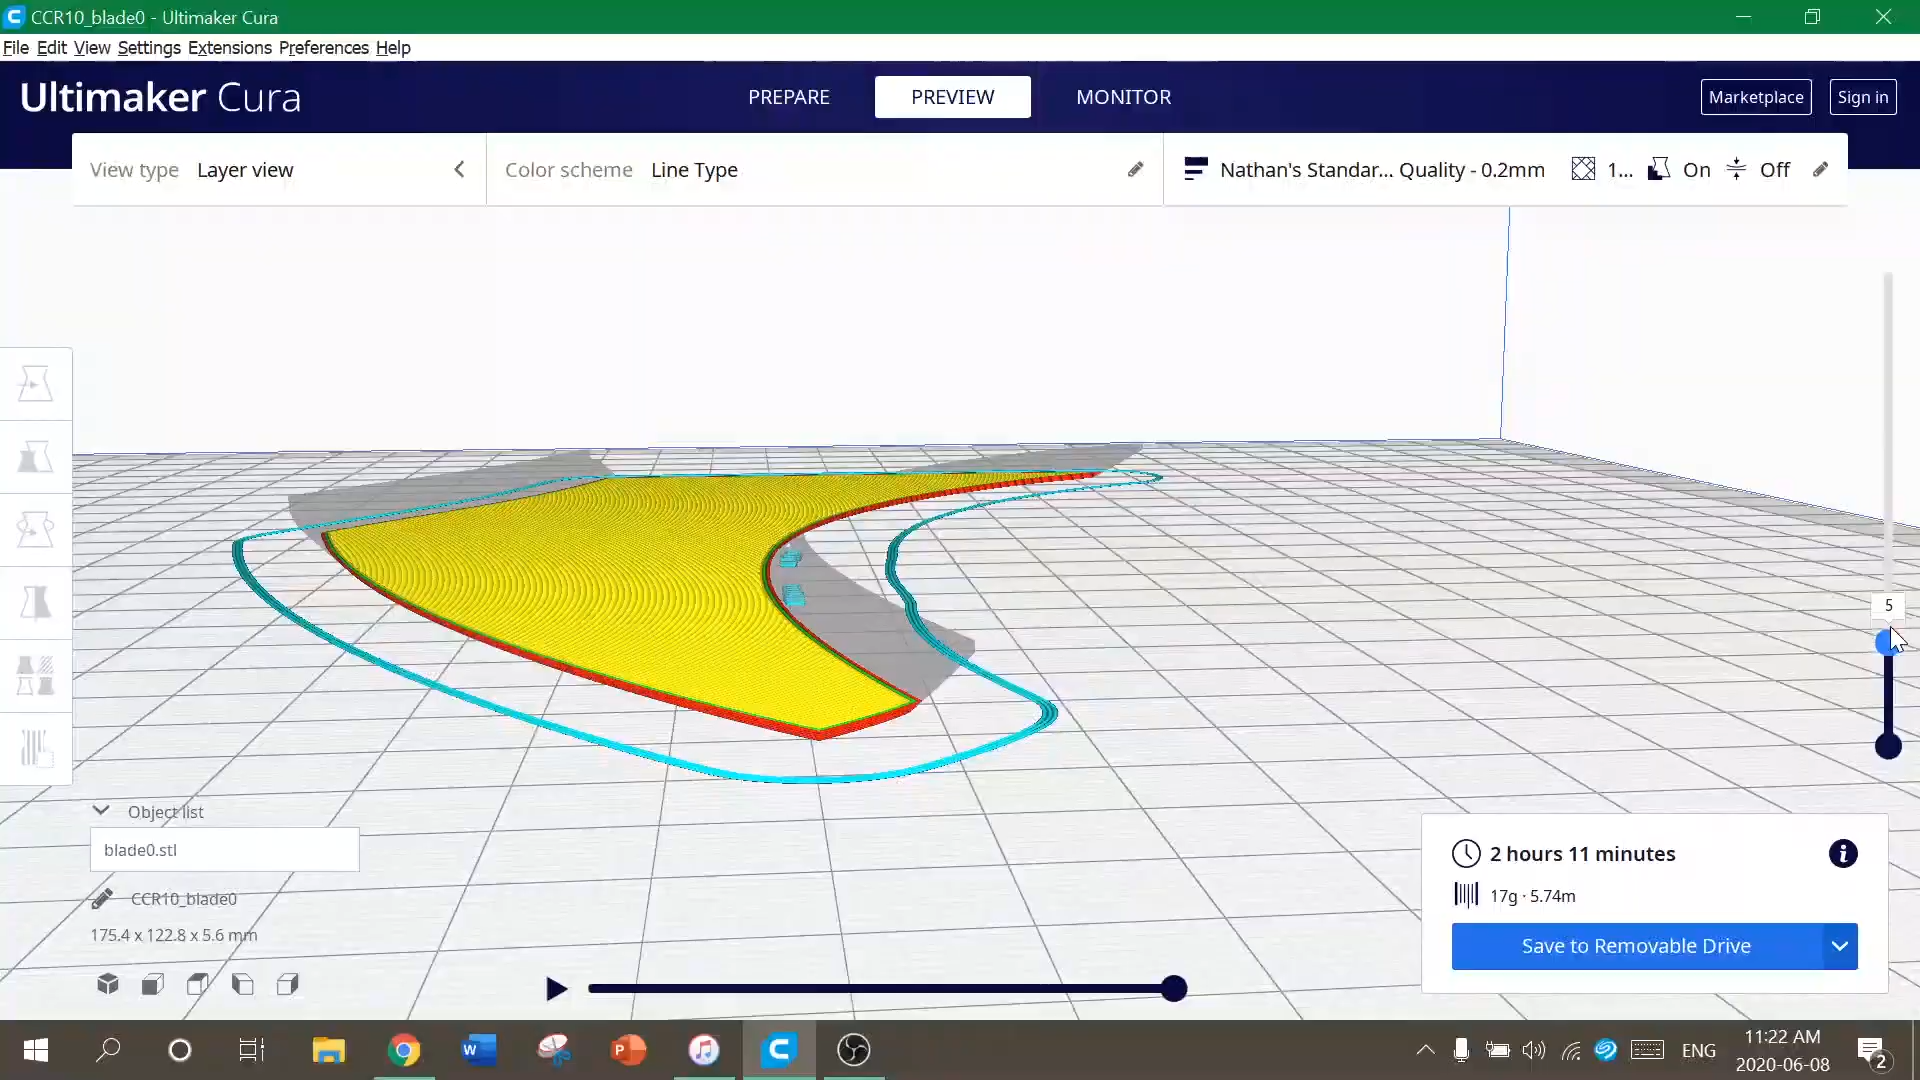 CCR10_blade0 - Ultimaker Cura
File Edit View Settings Extensions Preferences Help
Ultimaker Cura
PREPARE
PREVIEW
MONITOR
Marketplace
Sign in
View type Layer view
Color scheme Line Type
Nathan's Standar... Quality - 0.2mm
1...
On
Off
5
Object list
blade0.stl
CCR10_blade0
175.4 x 122.8 x 5.6 mm
2 hours 11 minutes
17g · 5.74m
Save to Removable Drive
ENG
11:22 AM
2020-06-08
2